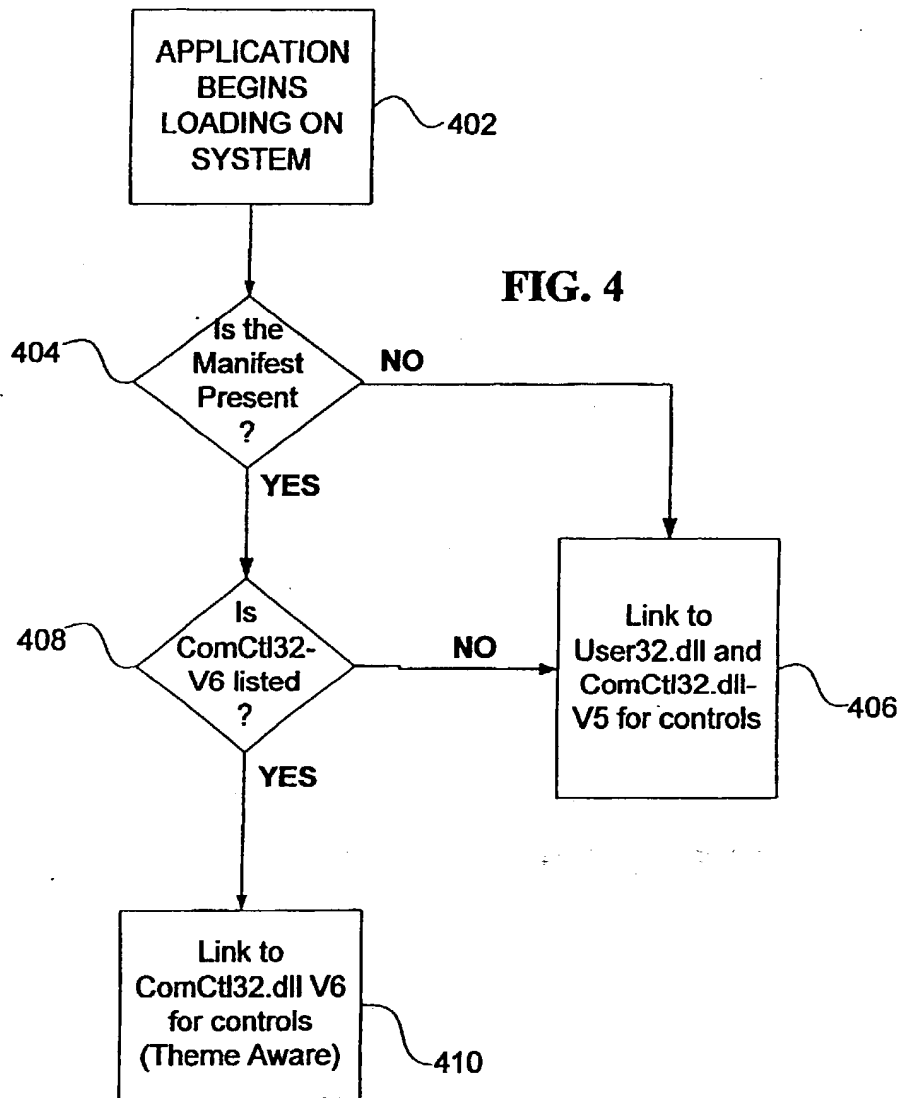 APPLICATION
BEGINS
LOADING ON
SYSTEM
402
FIG. 4
404
Is the
Manifest
Present
?
NO
YES
408
Is
ComCtl32-
V6 listed
?
NO
YES
Link to
User32.dll and
ComCtl32.dll-
V5 for controls
406
Link to
ComCtl32.dll V6
for controls
(Theme Aware)
410